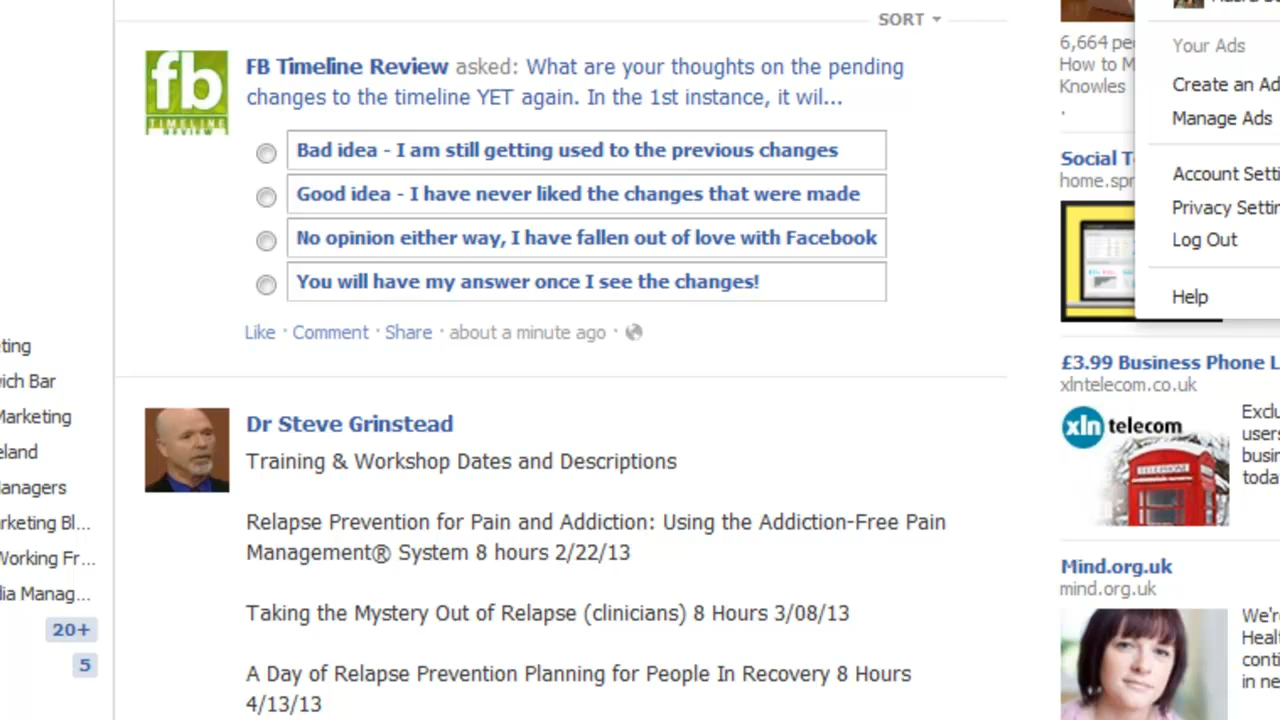 SORT
fb
TIMELINE
REVIEW
FB Timeline Review asked: What are your thoughts on the pending
changes to the timeline YET again. In the 1st instance, it wil...
Bad idea - I am still getting used to the previous changes
Good idea - I have never liked the changes that were made
No opinion either way, I have fallen out of love with Facebook
You will have my answer once I see the changes!
Like · Comment · Share · about a minute ago ·
Dr Steve Grinstead
Training & Workshop Dates and Descriptions
Relapse Prevention for Pain and Addiction: Using the Addiction-Free Pain
Management® System 8 hours 2/22/13
Taking the Mystery Out of Relapse (clinicians) 8 Hours 3/08/13
A Day of Relapse Prevention Planning for People In Recovery 8 Hours
4/13/13
ting
ich Bar
Marketing
eland
anagers
rketing Bl...
Working Fr...
ia Manag...
20+
5
6,664 pe
How to M
Knowles
.
Social T
home.spr
Your Ads
Create an Ad
Manage Ads
Account Setti
Privacy Settin
Log Out
Help
£3.99 Business Phone L
xlntelecom.co.uk
xln telecom
TELEPHONE
Exclu
users
busin
toda
Mind.org.uk
mind.org.uk
We're
Healt
conti
in ne